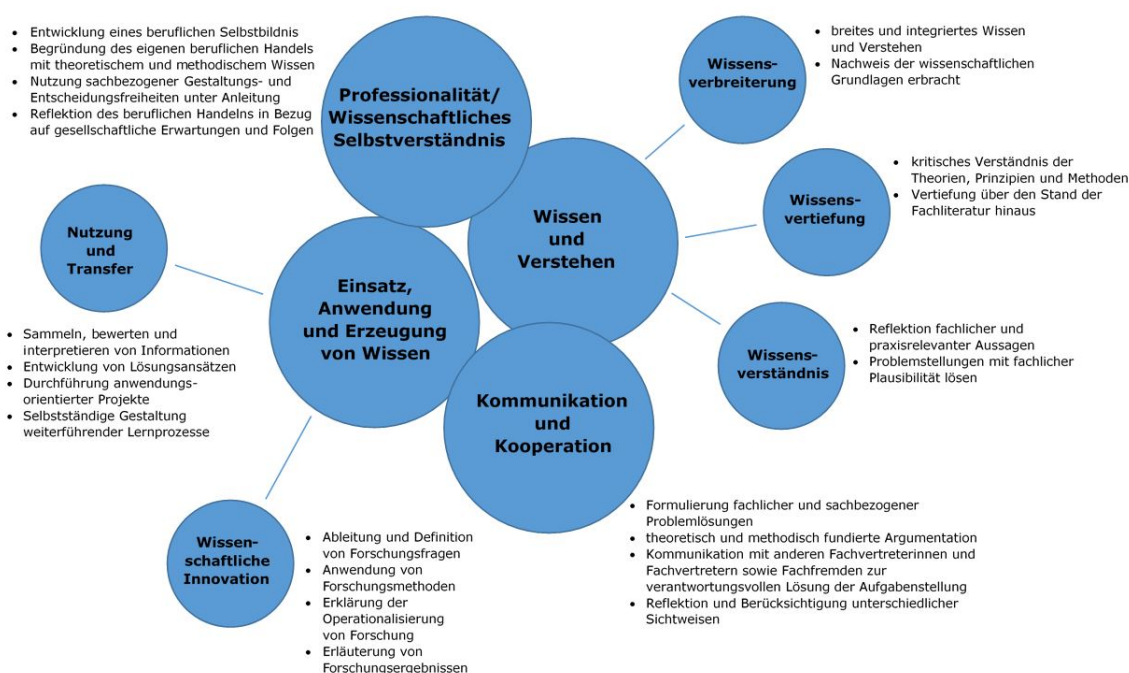 • Entwicklung eines beruflichen Selbstbildnis
• Begründung des eigenen beruflichen Handels
mit theoretischem und methodischem Wissen
• Nutzung sachbezogener Gestaltungs- und
Entscheidungsfreiheiten unter Anleitung
• Reflektion des beruflichen Handelns in Bezug
auf gesellschaftliche Erwartungen und Folgen
Professionalität/
Wissenschaftliches
Selbstverständnis
Wissens-
verbreiterung
• breites und integriertes Wissen
und Verstehen
• Nachweis der wissenschaftlichen
Grundlagen erbracht
Wissen
und
Verstehen
Wissens-
vertiefung
• kritisches Verständnis der
Theorien, Prinzipien und Methoden
• Vertiefung über den Stand der
Fachliteratur hinaus
Nutzung
und
Transfer
Einsatz,
Anwendung
und Erzeugung
von Wissen
• Sammeln, bewerten und
interpretieren von Informationen
• Entwicklung von Lösungsansätzen
• Durchführung anwendungs-
orientierter Projekte
• Selbstständige Gestaltung
weiterführender Lernprozesse
Wissens-
verständnis
• Reflektion fachlicher und
praxisrelevanter Aussagen
• Problemstellungen mit fachlicher
Plausibilität lösen
Kommunikation
und
Kooperation
• Formulierung fachlicher und sachbezogener
Problemlösungen
• theoretisch und methodisch fundierte Argumentation
• Kommunikation mit anderen Fachvertreterinnen und
Fachvertretern sowie Fachfremden zur
verantwortungsvollen Lösung der Aufgabenstellung
• Reflektion und Berücksichtigung unterschiedlicher
Sichtweisen
Wissen-
schaftliche
Innovation
• Ableitung und Definition
von Forschungsfragen
• Anwendung von
Forschungsmethoden
• Erklärung der
Operationalisierung
von Forschung
• Erläuterung von
Forschungsergebnissen